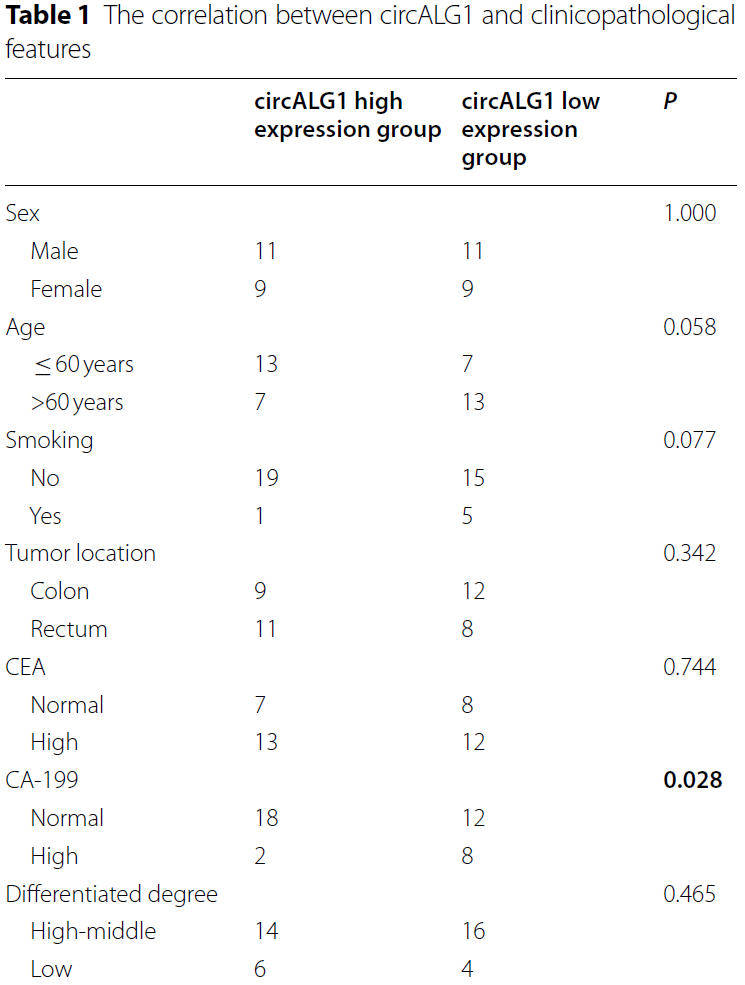 Table 1 The correlation between circALG1 and clinicopathological
features
circALG1 high expression group circALG1 low expression group P
Sex 1.000
Male 11 11
Female 9 9
Age 0.058
≤ 60 years 13 7
>60 years 7 13
Smoking 0.077
No 19 15
Yes 1 5
Tumor location 0.342
Colon 9 12
Rectum 11 8
CEA 0.744
Normal 7 8
High 13 12
CA-199 0.028
Normal 18 12
High 2 8
Differentiated degree 0.465
High-middle 14 16
Low 6 4